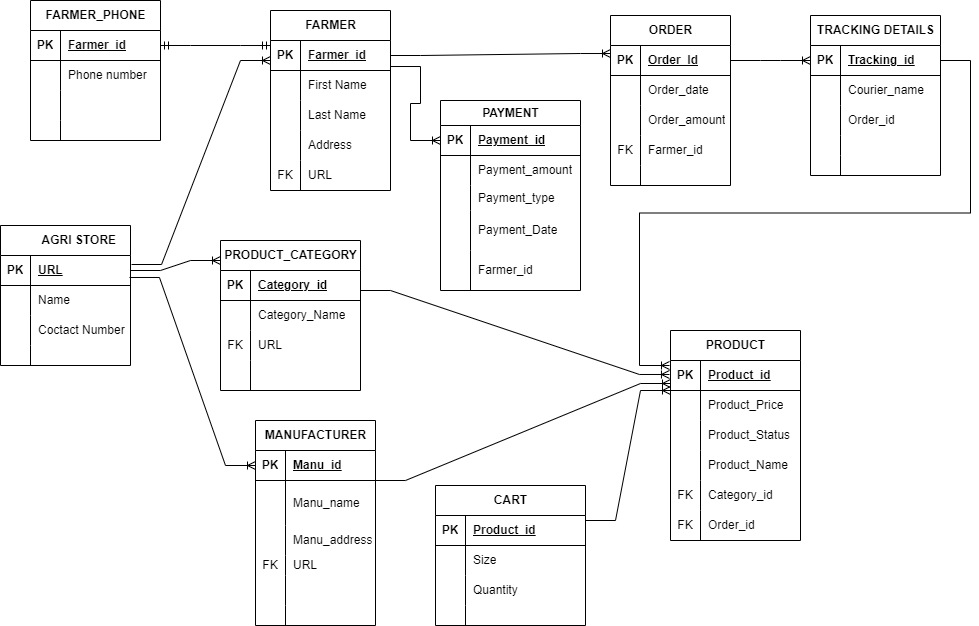 FARMER_PHONE
PK Farmer_id
Phone number
FARMER
PK Farmer_id
First Name
Last Name
Address
FK URL
PAYMENT
PK Payment_id
Payment_amount
Payment_type
Payment_Date
Farmer_id
ORDER
PK Order_Id
Order_date
Order_amount
FK Farmer_id
TRACKING DETAILS
PK Tracking_id
Courier_name
Order_id
AGRI STORE
PK URL
Name
Coctact Number
PRODUCT_CATEGORY
PK Category_id
Category_Name
FK URL
MANUFACTURER
PK Manu_id
Manu_name
Manu_address
FK URL
CART
PK Product_id
Size
Quantity
PRODUCT
PK Product_id
Product_Price
Product_Status
Product_Name
FK Category_id
FK Order_id